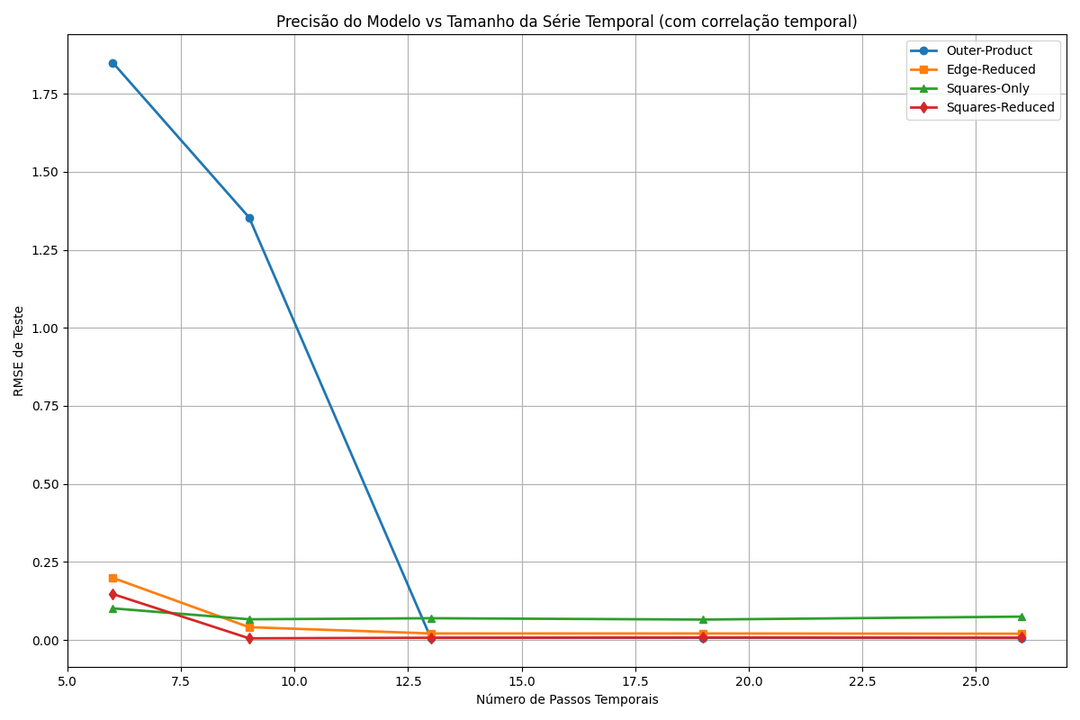 Precisão do Modelo vs Tamanho da Série Temporal (com correlação temporal)
Outer-Product
Edge-Reduced
Squares-Only
Squares-Reduced
RMSE de Teste
1.75
1.50
1.25
1.00
0.75
0.50
0.25
0.00
5.0 7.5 10.0 12.5 15.0 17.5 20.0 22.5 25.0
Número de Passos Temporais